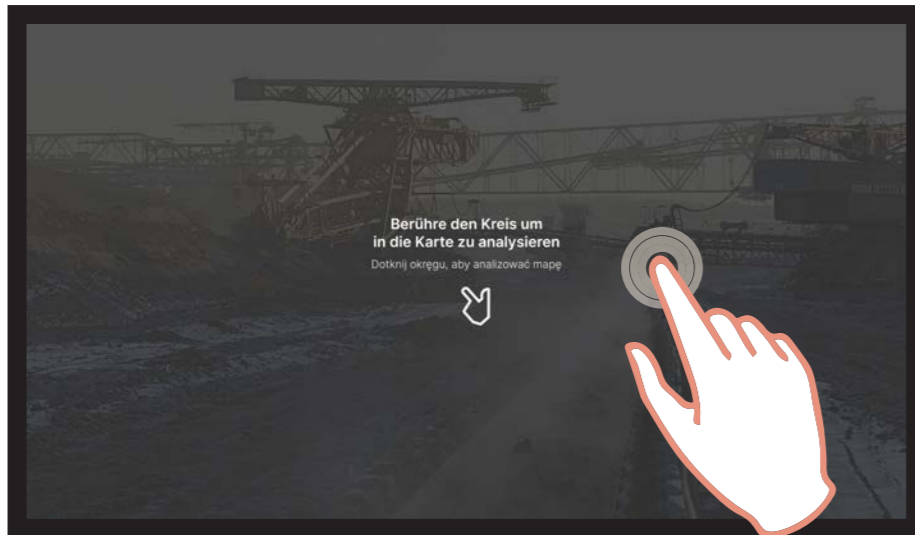 Berühre den Kreis um
in die Karte zu analysieren
Dotknij okręgu, aby analizować mapę